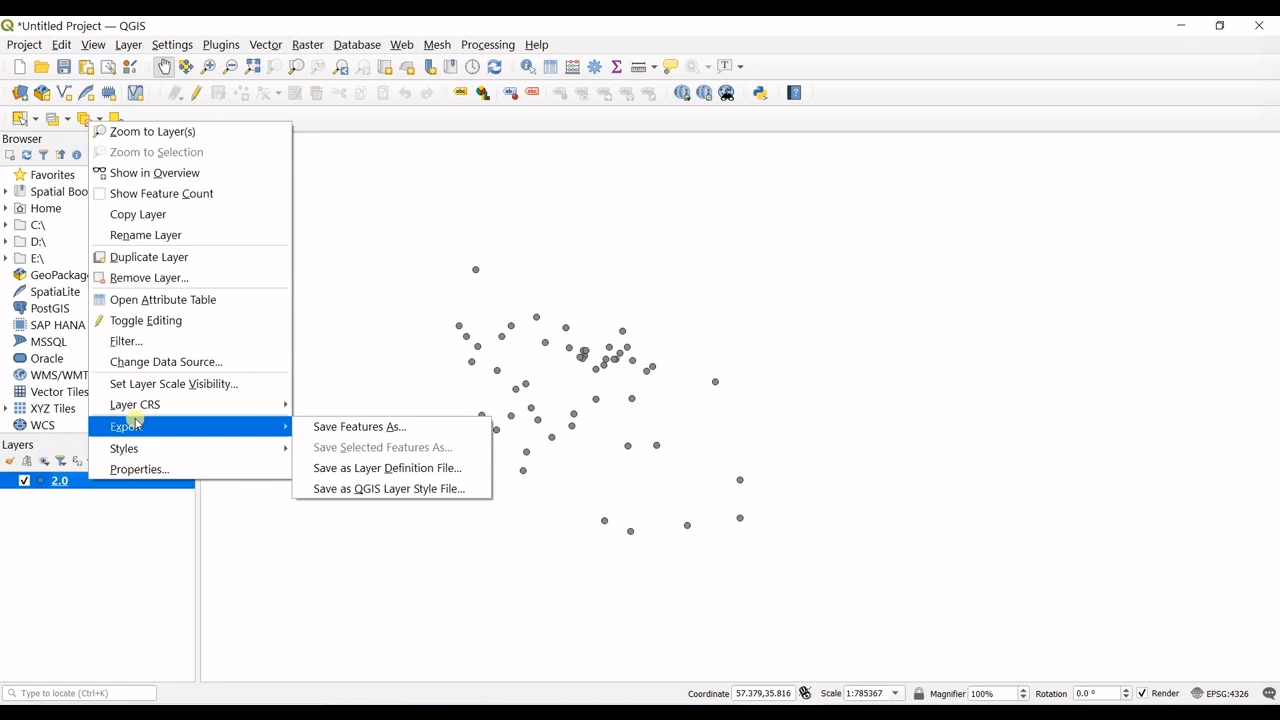 *Untitled Project — QGIS
Project Edit View Layer Settings Plugins Vector Raster Database Web Mesh Processing Help
Browser
Favorites
Spatial Boo
Home
C:\
D:\
E:\
GeoPackag
SpatiaLite
PostGIS
SAP HANA
MSSQL
Oracle
WMS/WMT
Vector Tiles
XYZ Tiles
WCS
Layers
2.0
Zoom to Layer(s)
Zoom to Selection
Show in Overview
Show Feature Count
Copy Layer
Rename Layer
Duplicate Layer
Remove Layer...
Open Attribute Table
Toggle Editing
Filter...
Change Data Source...
Set Layer Scale Visibility...
Layer CRS
Export
Styles
Properties...
Save Features As...
Save Selected Features As...
Save as Layer Definition File...
Save as QGIS Layer Style File...
Type to locate (Ctrl+K)
Coordinate 57.379,35.816 Scale 1:785367 Magnifier 100% Rotation 0.0 ° Render EPSG:4326